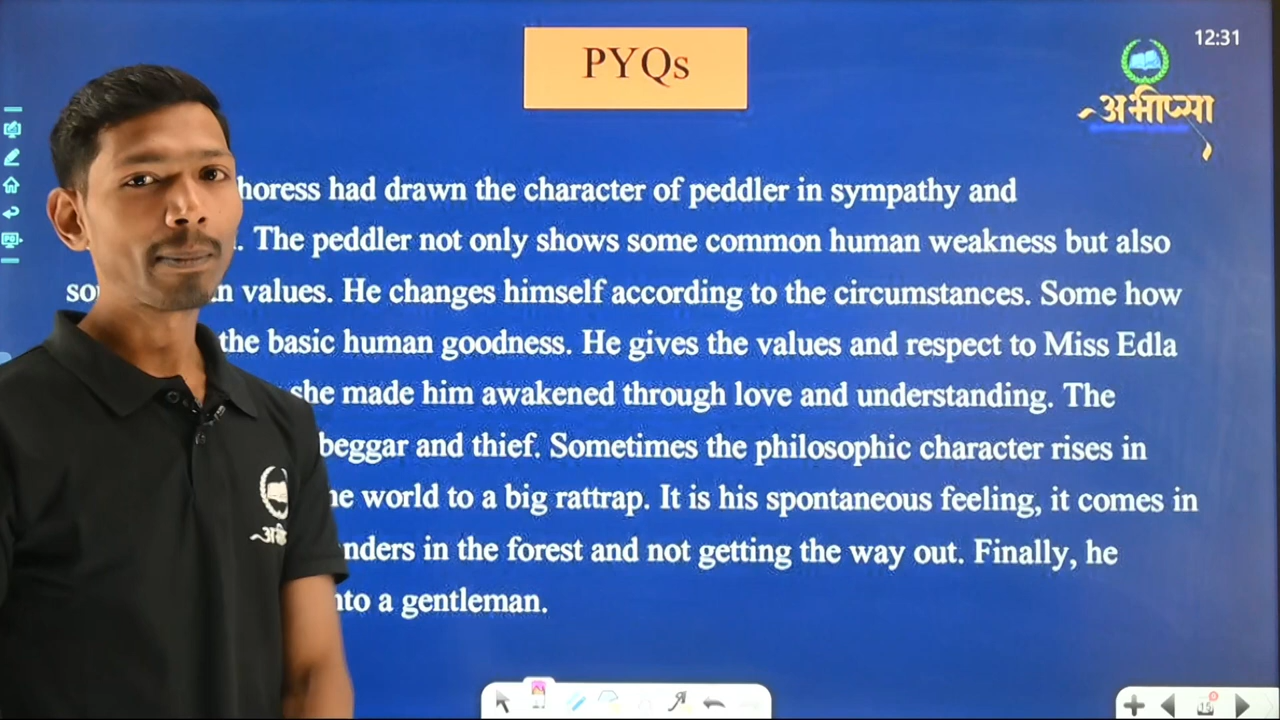 PYQs
12:31
अभीप्सा
horess had drawn the character of peddler in sympathy and
. The peddler not only shows some common human weakness but also
so n values. He changes himself according to the circumstances. Some how
the basic human goodness. He gives the values and respect to Miss Edla
she made him awakened through love and understanding. The
beggar and thief. Sometimes the philosophic character rises in
he world to a big rattrap. It is his spontaneous feeling, it comes in
nders in the forest and not getting the way out. Finally, he
nto a gentleman.